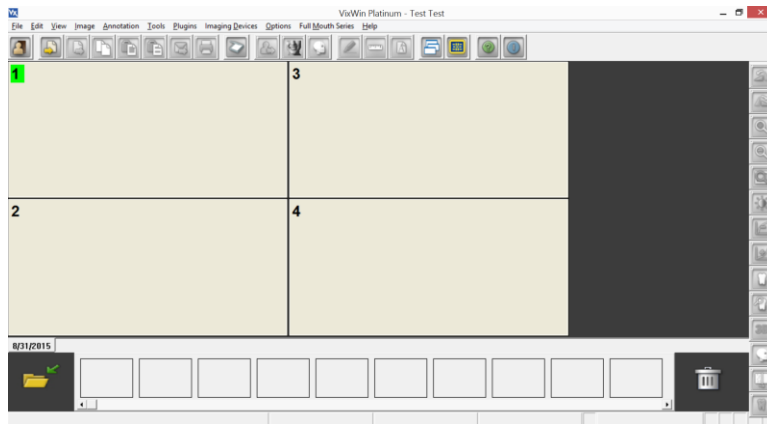 VixWin Platinum - Test Test
File Edit View Image Annotation Tools Plugins Imaging Devices Options Full Mouth Series Help
1
3
2
4
8/31/2015